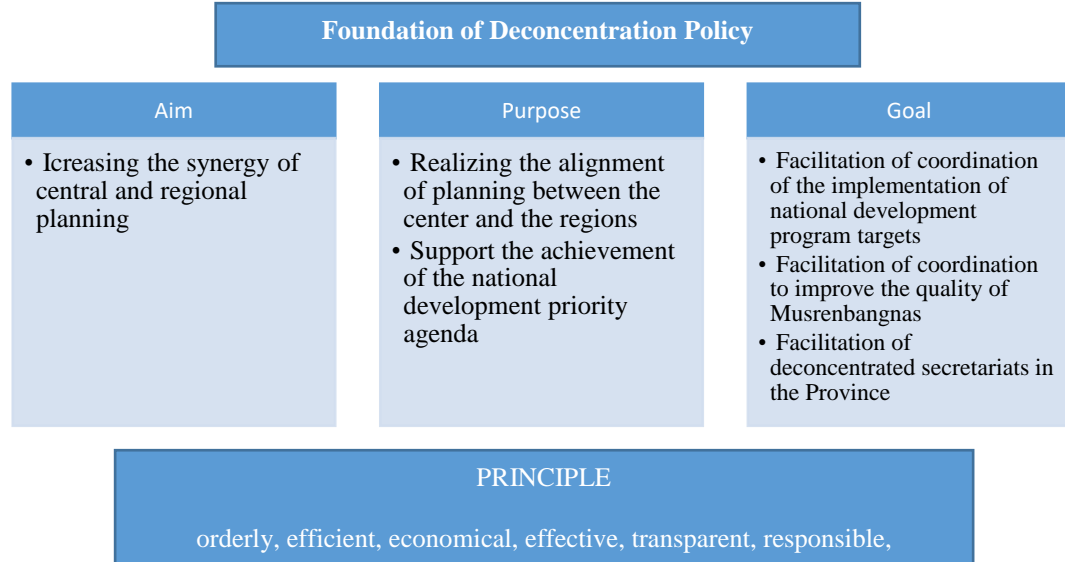 Foundation of Deconcentration Policy
Aim
• Icreasing the synergy of
central and regional
planning
Purpose
• Realizing the alignment
of planning between the
center and the regions
• Support the achievement
of the national
development priority
agenda
Goal
• Facilitation of coordination
of the implementation of
national development
program targets
• Facilitation of coordination
to improve the quality of
Musrenbangnas
• Facilitation of
deconcentrated secretariats in
the Province
PRINCIPLE
orderly, efficient, economical, effective, transparent, responsible,